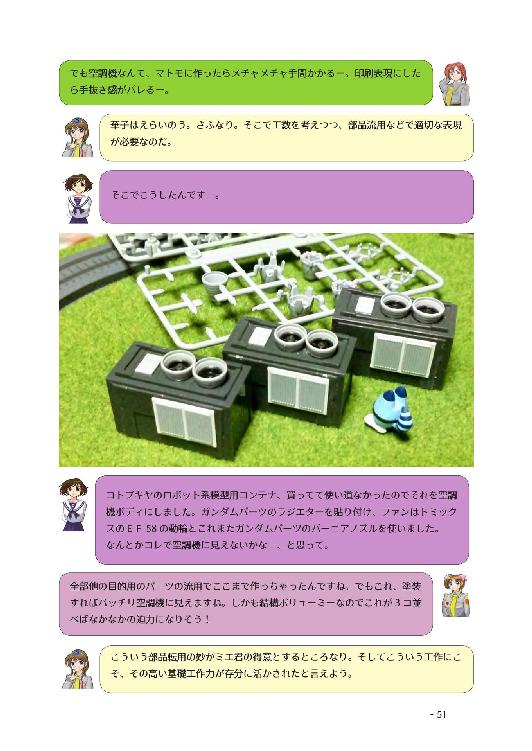 でも空調機なんて、マトモに作ったらメチャメチャ手間かかるー。印刷表現にした
ら手抜き感がバレるー。
華子はえらいのう。さふなり。そこで工数を考えつつ、部品流用などで適切な表現
が必要なのだ。
そこでこうしたんですー。
コトブキヤのロボット系模型用コンテナ、買ってて使い道なかったのでそれを空調
機ボディにしました。ガンダムパーツのラジエターを貼り付け、ファンはトミック
スのＥＦ58の動輪とこれまたガンダムパーツのバーニアノズルを使いました。
なんとかコレで空調機に見えないかなー、と思って。
全部他の目的用のパーツの流用でここまで作っちゃったんですね。でもこれ、塗装
すればバッチリ空調機に見えますね。しかも結構ボリューミーなのでこれが３コ並
べばなかなかの迫力になりそう！
こういう部品転用の妙がミエ君の得意とするところなり。そしてこういう工作にこ
そ、その高い基礎工作力が存分に活かされたと言えよう。
- 51